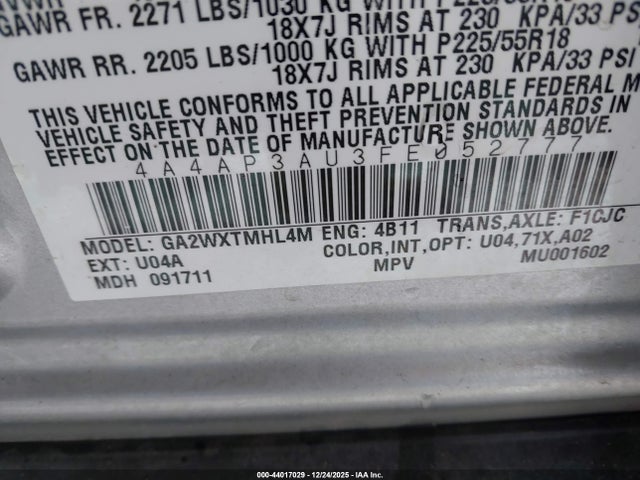 GAWR FR. 2271 LBS/1030 KG WITH P225/55R18
18X7J RIMS AT 230 KPA/33 PSI
GAWR RR. 2205 LBS/1000 KG WITH P225/55R18
18X7J RIMS AT 230 KPA/33 PSI
THIS VEHICLE CONFORMS TO ALL APPLICABLE FEDERAL M
VEHICLE SAFETY AND THEFT PREVENTION STANDARDS IN
EFFECT ON THE DATE OF MANUFACTURE SHOWN ABOVE.
4A4AP3AU3FE052777
MODEL: GA2WXTMHL4M ENG: 4B11 TRANS,AXLE: F1CJC
EXT: U04A COLOR,INT,OPT: U04,71X,A02
MDH 091711 MPV MU001602
000-44017029 - 12/24/2025 - IAA Inc.